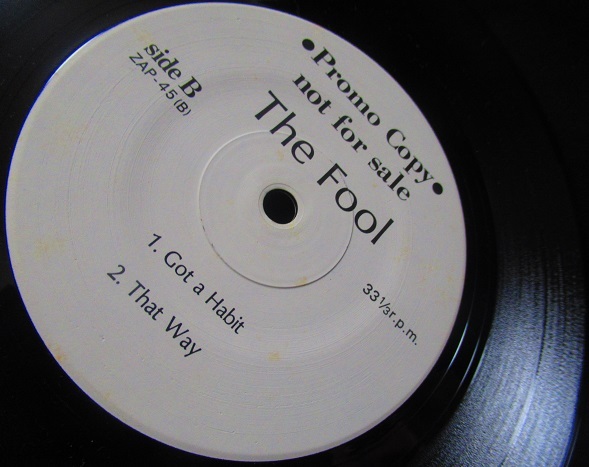 •Promo Copy•
not for sale
side B
ZAP-45(B)
The Fool
33⅓r.p.m.
1. Got a Habit
2. That Way